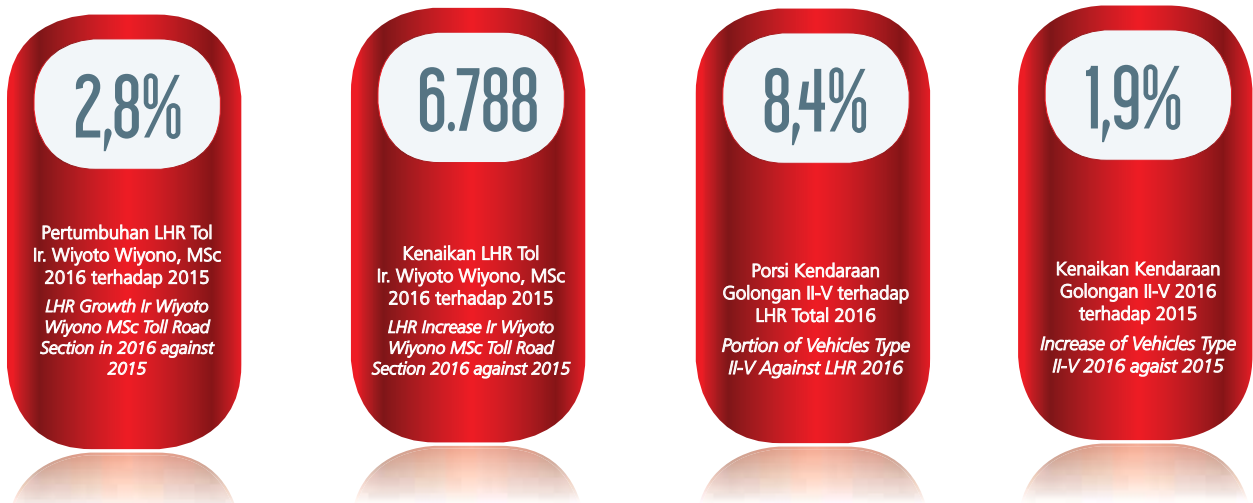 2,8%
Pertumbuhan LHR Tol
Ir. Wiyoto Wiyono, MSc
2016 terhadap 2015
LHR Growth Ir Wiyoto
Wiyono MSc Toll Road
Section in 2016 against
2015
6.788
Kenaikan LHR Tol
Ir. Wiyoto Wiyono, MSc
2016 terhadap 2015
LHR Increase Ir Wiyoto
Wiyono MSc Toll Road
Section 2016 against 2015
8,4%
Porsi Kendaraan
Golongan II-V terhadap
LHR Total 2016
Portion of Vehicles Type
II-V Against LHR 2016
1,9%
Kenaikan Kendaraan
Golongan II-V 2016
terhadap 2015
Increase of Vehicles Type
II-V 2016 agaist 2015